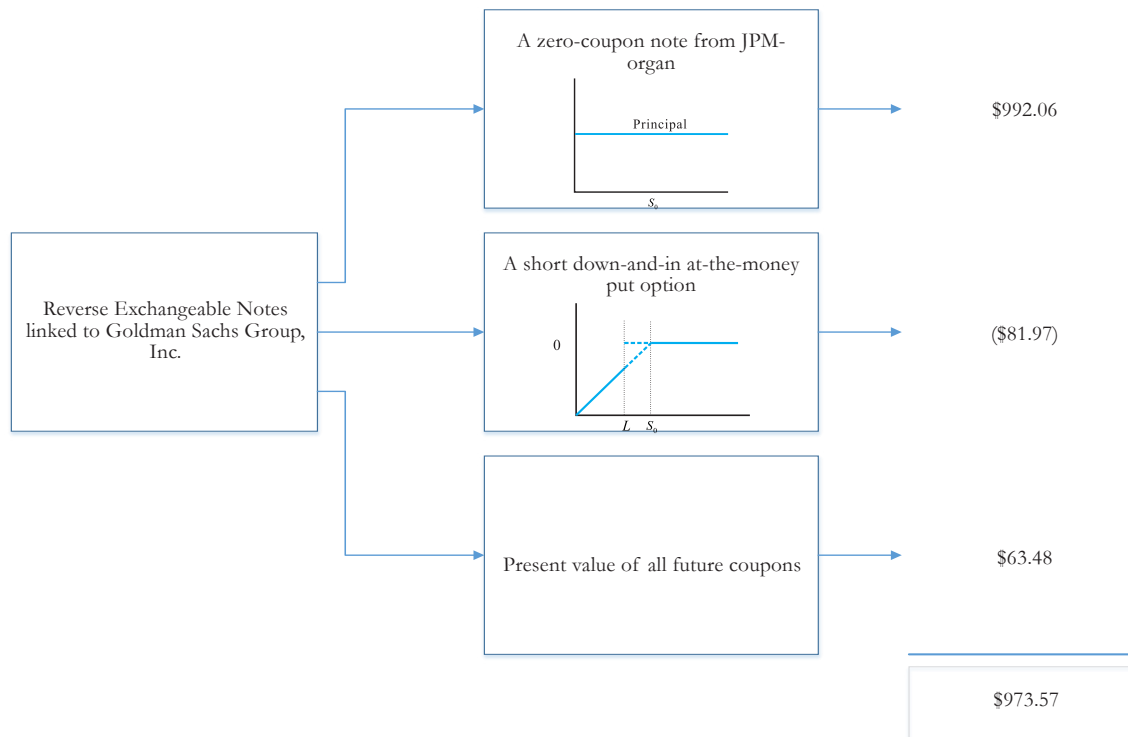 A zero-coupon note from JPM-
organ
Principal
S₀
$992.06
Reverse Exchangeable Notes
linked to Goldman Sachs Group,
Inc.
A short down-and-in at-the-money
put option
0
L S₀
($81.97)
Present value of all future coupons
$63.48
$973.57